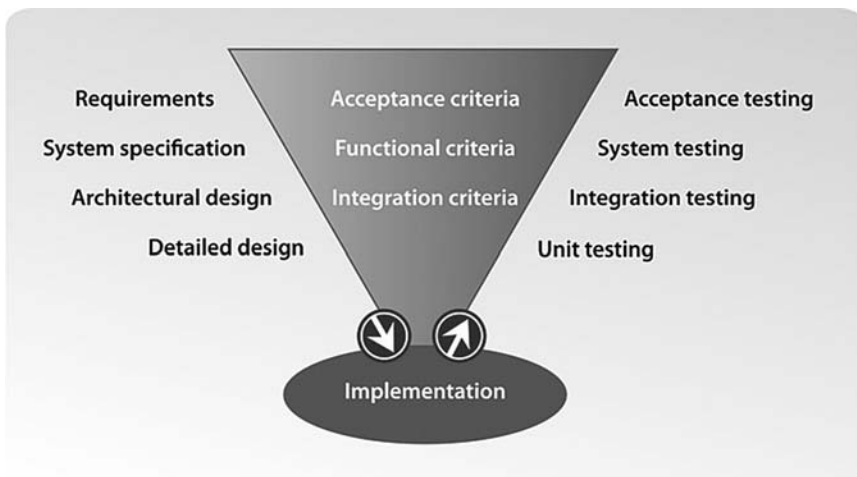 Requirements Acceptance criteria Acceptance testing
System specification Functional criteria System testing
Architectural design Integration criteria Integration testing
Detailed design Unit testing
Implementation